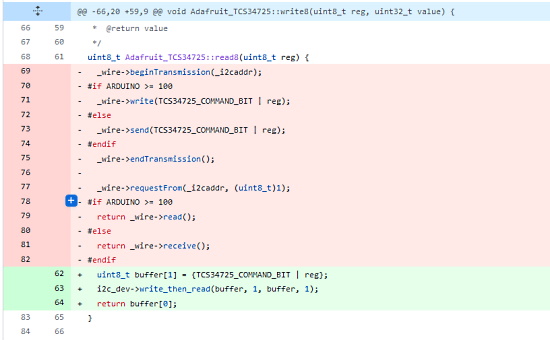 @@ -66,20 +59,9 @@ void Adafruit_TCS34725::write8(uint8_t reg, uint32_t value) {
66 59 * @return value
67 60 */
68 61 uint8_t Adafruit_TCS34725::read8(uint8_t reg) {
69 - _wire->beginTransmission(_i2caddr);
70 - #if ARDUINO >= 100
71 - _wire->write(TCS34725_COMMAND_BIT | reg);
72 - #else
73 - _wire->send(TCS34725_COMMAND_BIT | reg);
74 - #endif
75 - _wire->endTransmission();
76 -
77 - _wire->requestFrom(_i2caddr, (uint8_t)1);
78 - #if ARDUINO >= 100
79 - return _wire->read();
80 - #else
81 - return _wire->receive();
82 - #endif
62 + uint8_t buffer[1] = {TCS34725_COMMAND_BIT | reg};
63 + i2c_dev->write_then_read(buffer, 1, buffer, 1);
64 + return buffer[0];
83 65 }
84 66